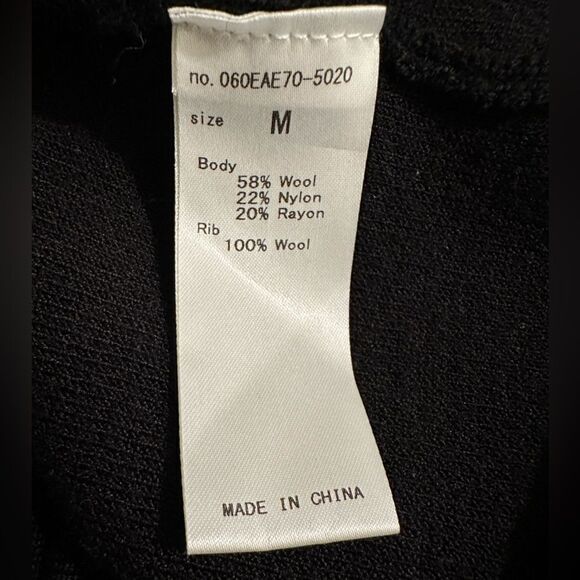 no. 060EAE70-5020
size M
Body
58% Wool
22% Nylon
20% Rayon
Rib
100% Wool
MADE IN CHINA